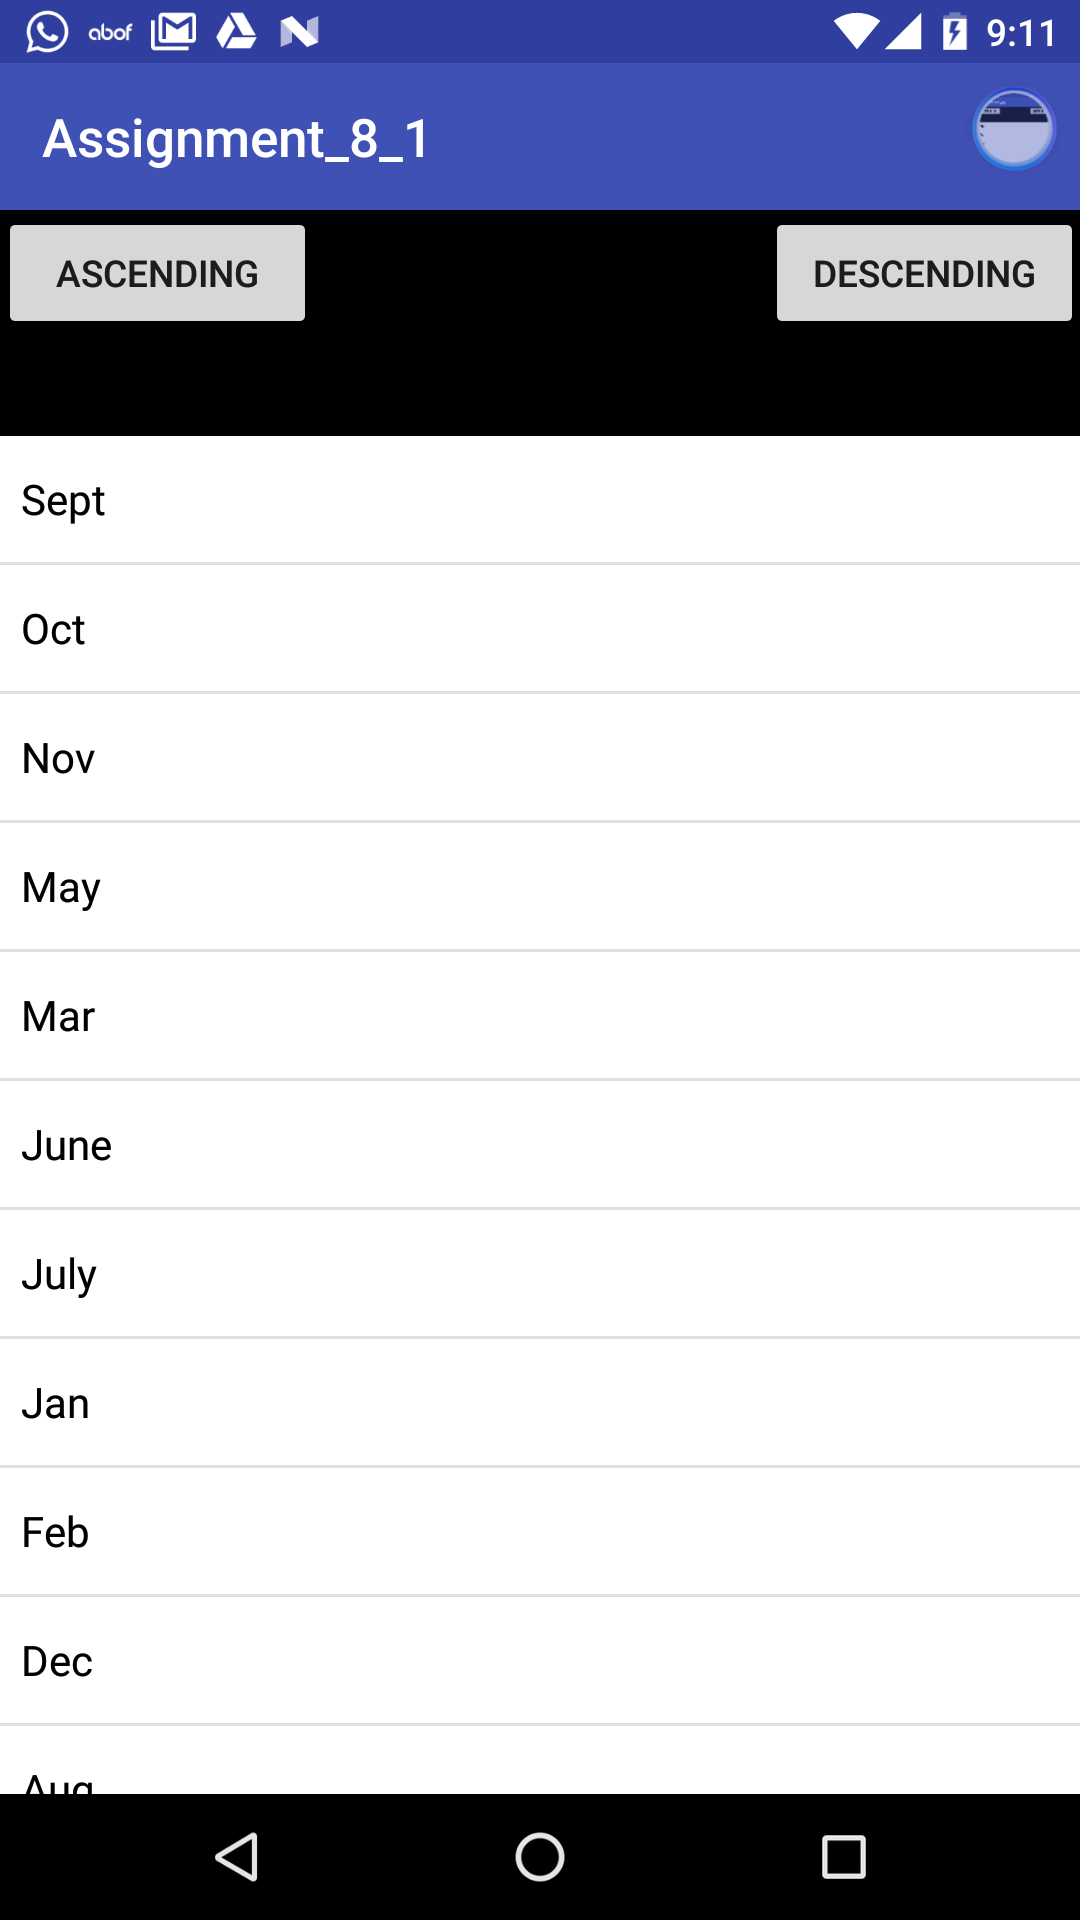 abof 9:11
Assignment_8_1
ASCENDING DESCENDING
Sept
Oct
Nov
May
Mar
June
July
Jan
Feb
Dec
Aug